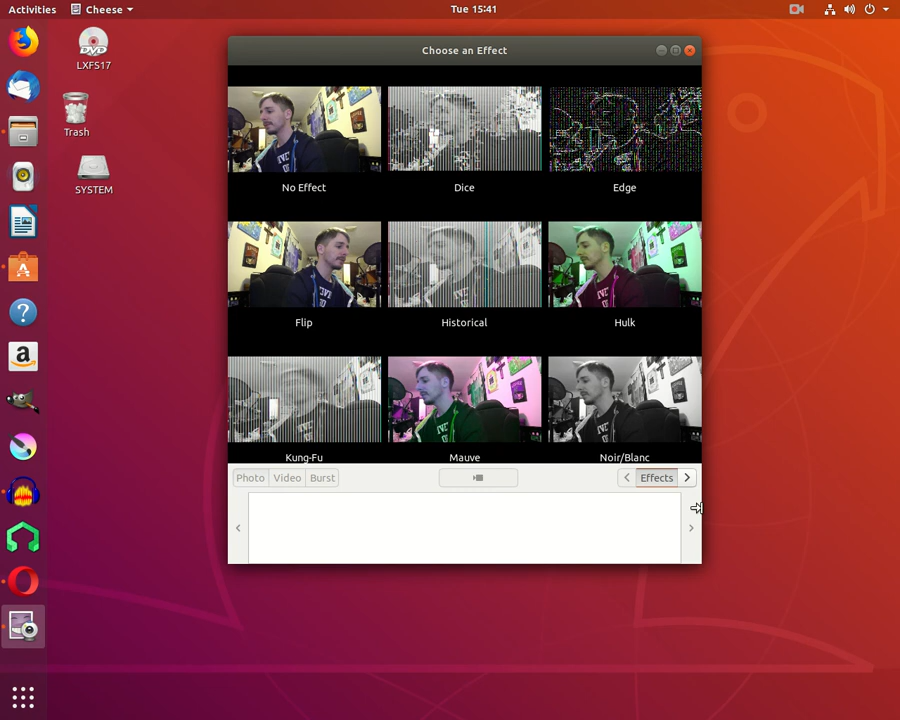 Activities
Cheese
Tue 15:41
DVD
LXFS17
Trash
SYSTEM
Choose an Effect
No Effect
Dice
Edge
Flip
Historical
Hulk
Kung-Fu
Mauve
Noir/Blanc
Photo
Video
Burst
Effects